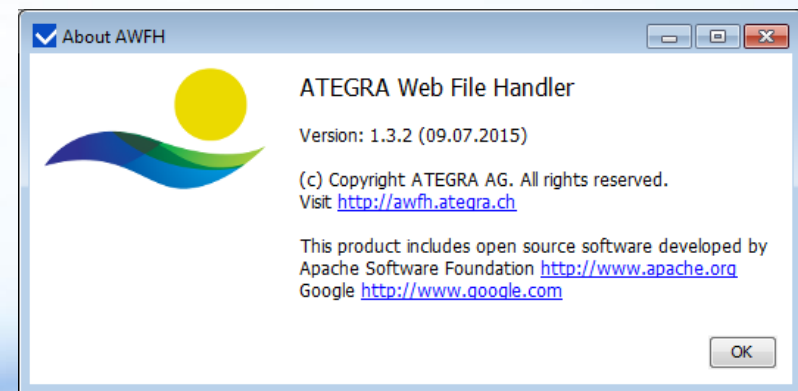 About AWFH
ATEGRA Web File Handler
Version: 1.3.2 (09.07.2015)
(c) Copyright ATEGRA AG. All rights reserved.
Visit http://awfh.ategra.ch
This product includes open source software developed by
Apache Software Foundation http://www.apache.org
Google http://www.google.com
OK